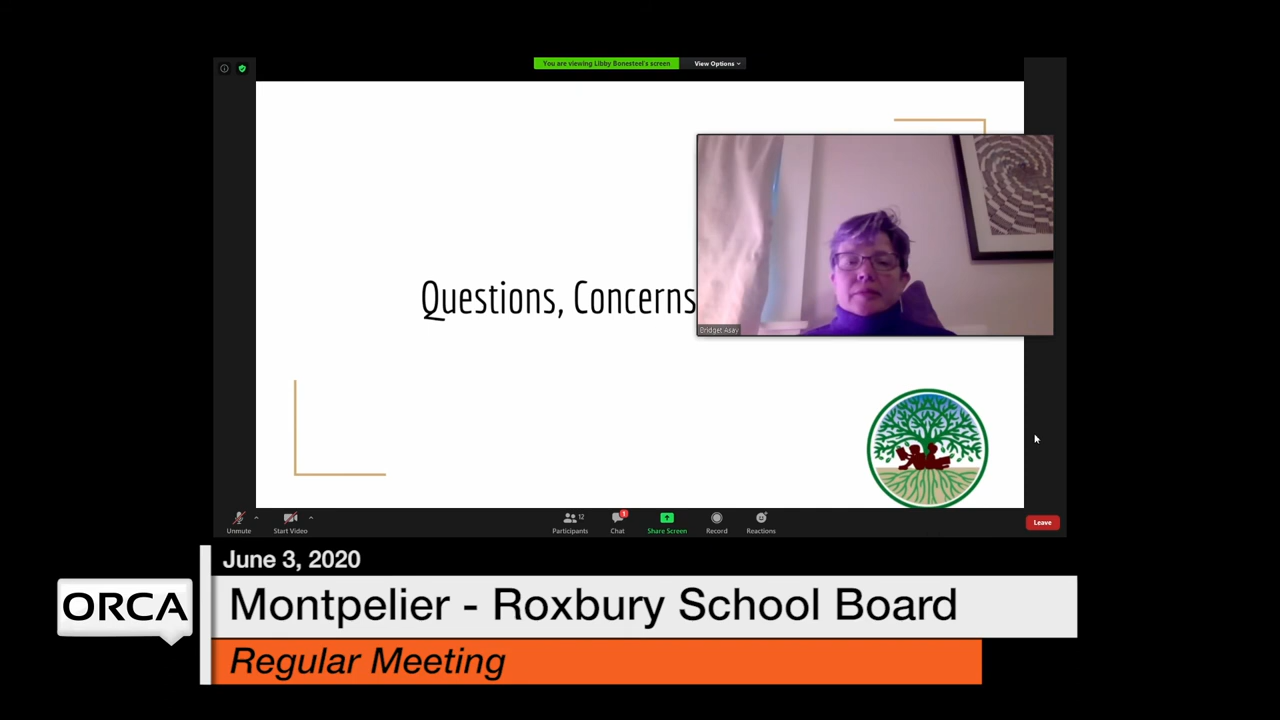 You are viewing Libby Bonesteel's screen
View Options
Questions, Concerns
Bridget Asay
Unmute
Start Video
12
Participants
1
Chat
Share Screen
Record
Reactions
Leave
June 3, 2020
ORCA
Montpelier - Roxbury School Board
Regular Meeting